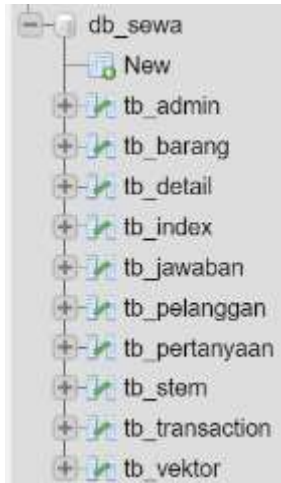 db_sewa
New
tb_admin
tb_barang
tb_detail
tb_index
tb_jawaban
tb_pelanggan
tb_pertanyaan
tb_stem
tb_transaction
tb_vektor